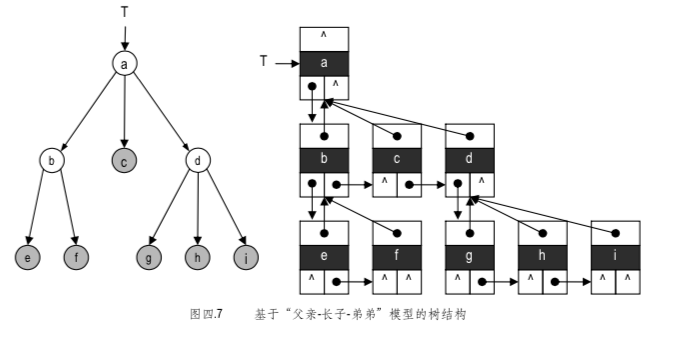 T
a
b c d
e f g h i
^
T a
^
b c d
^ ^
e f g h i
^ ^ ^ ^ ^ ^ ^
图四.7 基于“父亲-长子-弟弟”模型的树结构